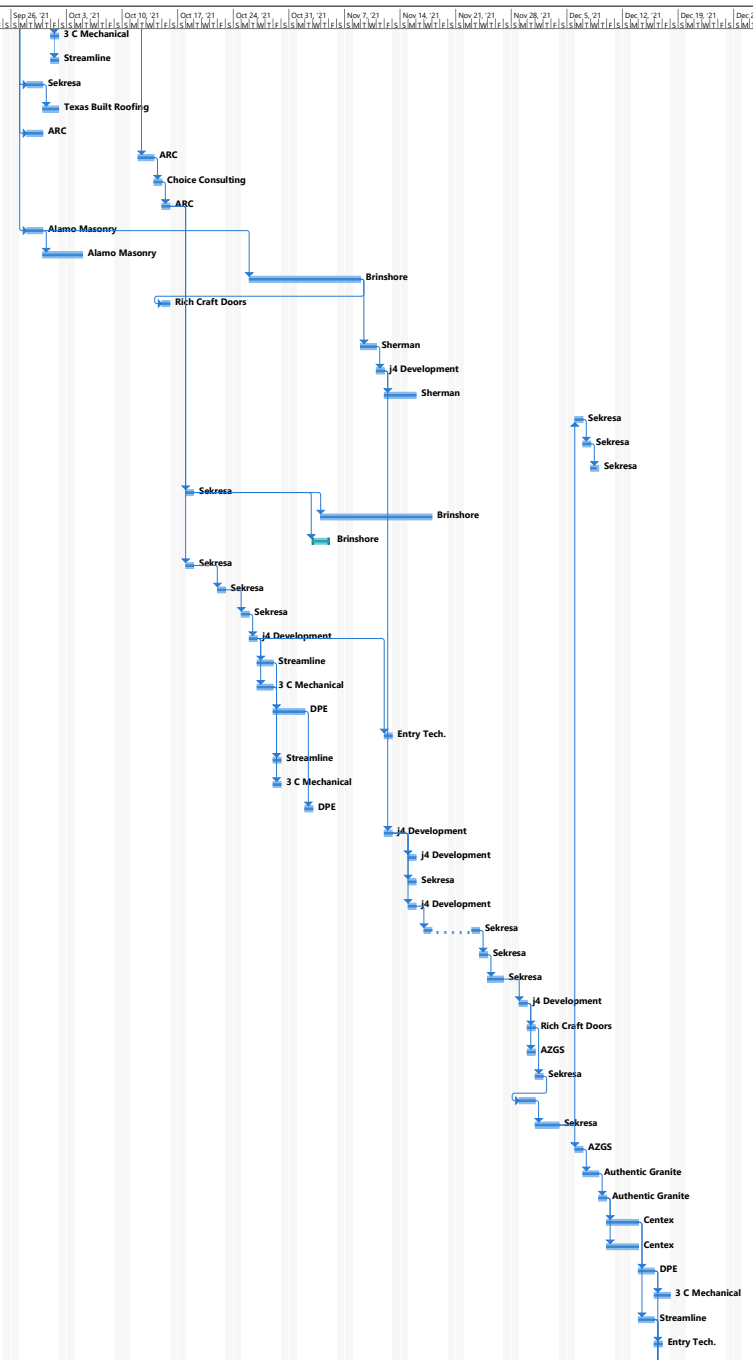 Sep 26, '21 Oct 3, '21 Oct 10, '21 Oct 17, '21 Oct 24, '21 Oct 31, '21 Nov 7, '21 Nov 14, '21 Nov 21, '21 Nov 28, '21 Dec 5, '21 Dec 12, '21 Dec 19, '21 Dec 2
F S S M T W T F S S M T W T F S S M T W T F S S M T W T F S S M T W T F S S M T W T F S S M T W T F S S M T W T F S S M T W T F S S M T W T F S S M T W T F S S M T W T F S S M T W T F S S M T W T F S S M
3 C Mechanical
Streamline
Sekresa
Texas Built Roofing
ARC
ARC
Choice Consulting
ARC
Alamo Masonry
Alamo Masonry
Brinshore
Rich Craft Doors
Sherman
j4 Development
Sherman
Sekresa
Sekresa
Sekresa
Sekresa
Brinshore
Brinshore
Sekresa
Sekresa
Sekresa
j4 Development
Streamline
3 C Mechanical
DPE
Entry Tech.
Streamline
3 C Mechanical
DPE
j4 Development
j4 Development
Sekresa
j4 Development
Sekresa
Sekresa
Sekresa
j4 Development
Rich Craft Doors
AZGS
Sekresa
Sekresa
AZGS
Authentic Granite
Authentic Granite
Centex
Centex
DPE
3 C Mechanical
Streamline
Entry Tech.